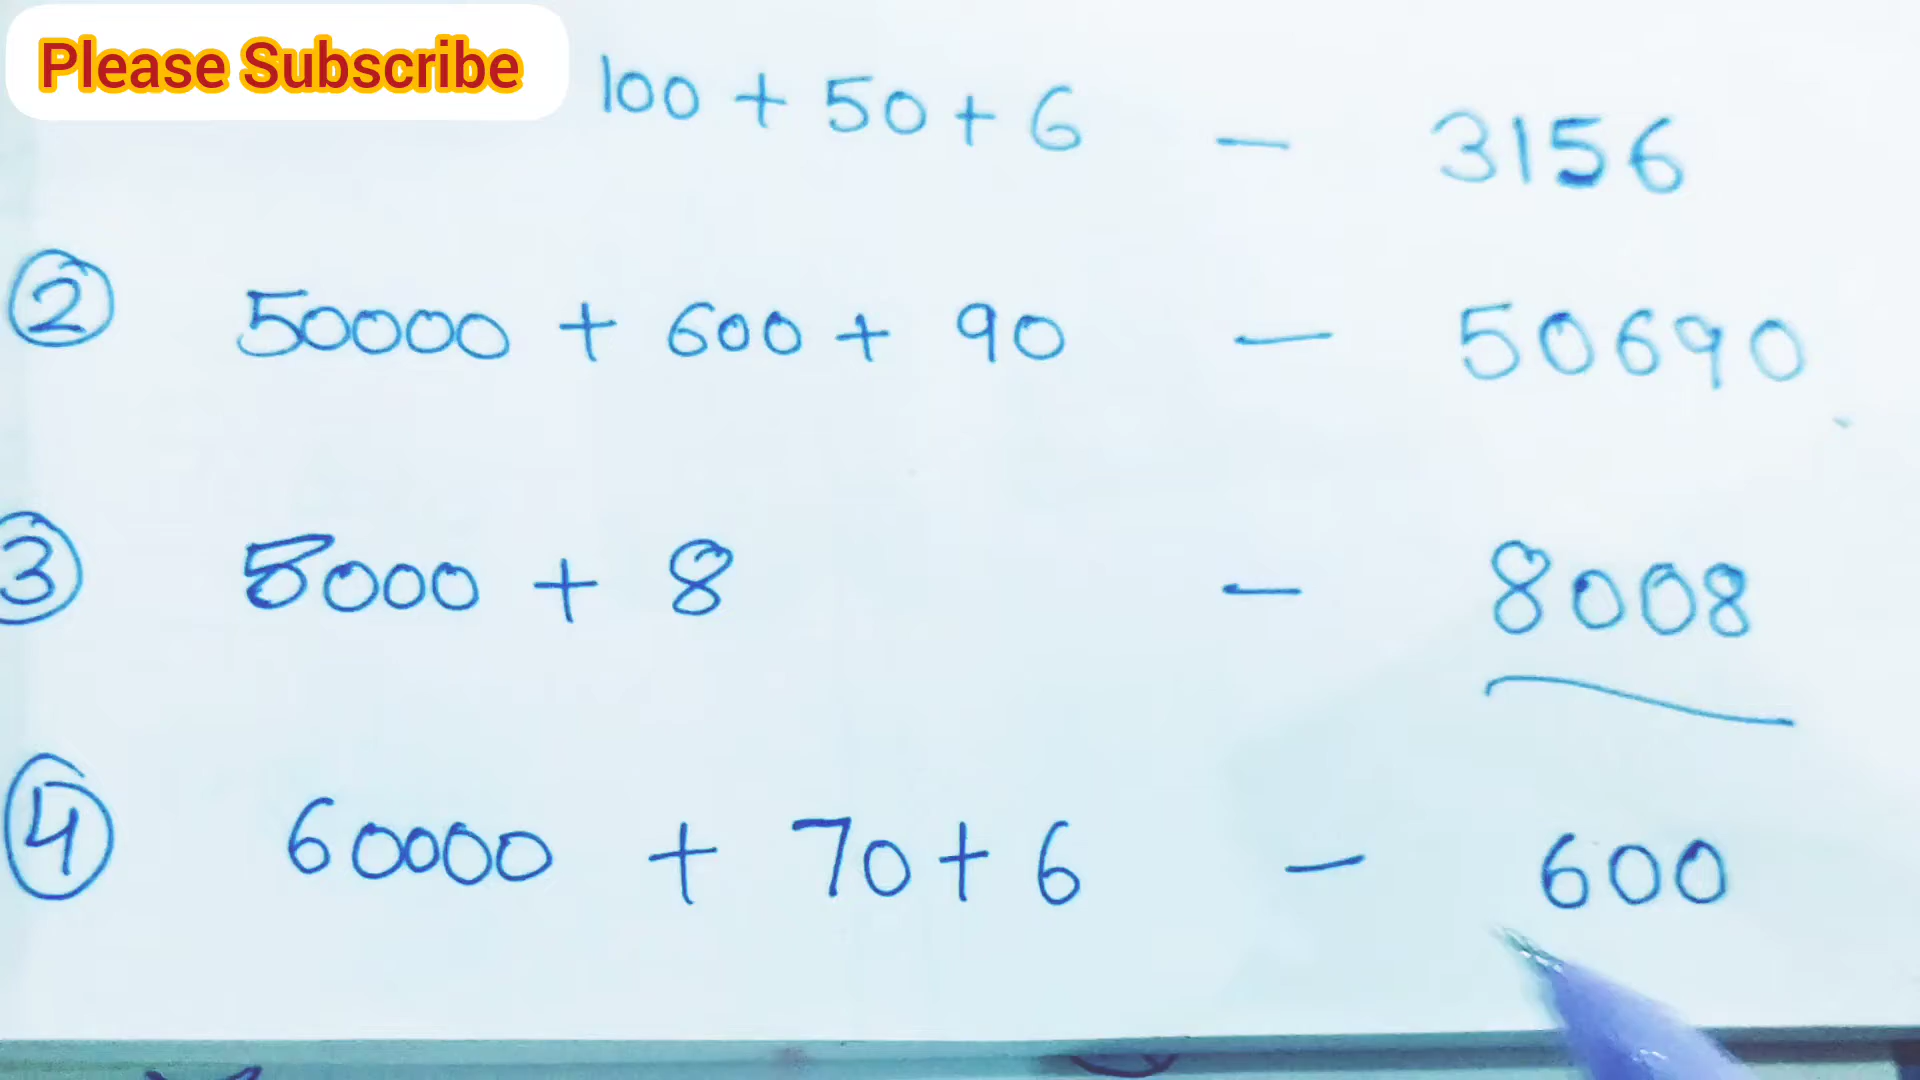 Please Subscribe
100 + 50 + 6 - 3156
② 50000 + 600 + 90 - 50690
③ 8000 + 8 - 8008
④ 60000 + 70 + 6 - 600